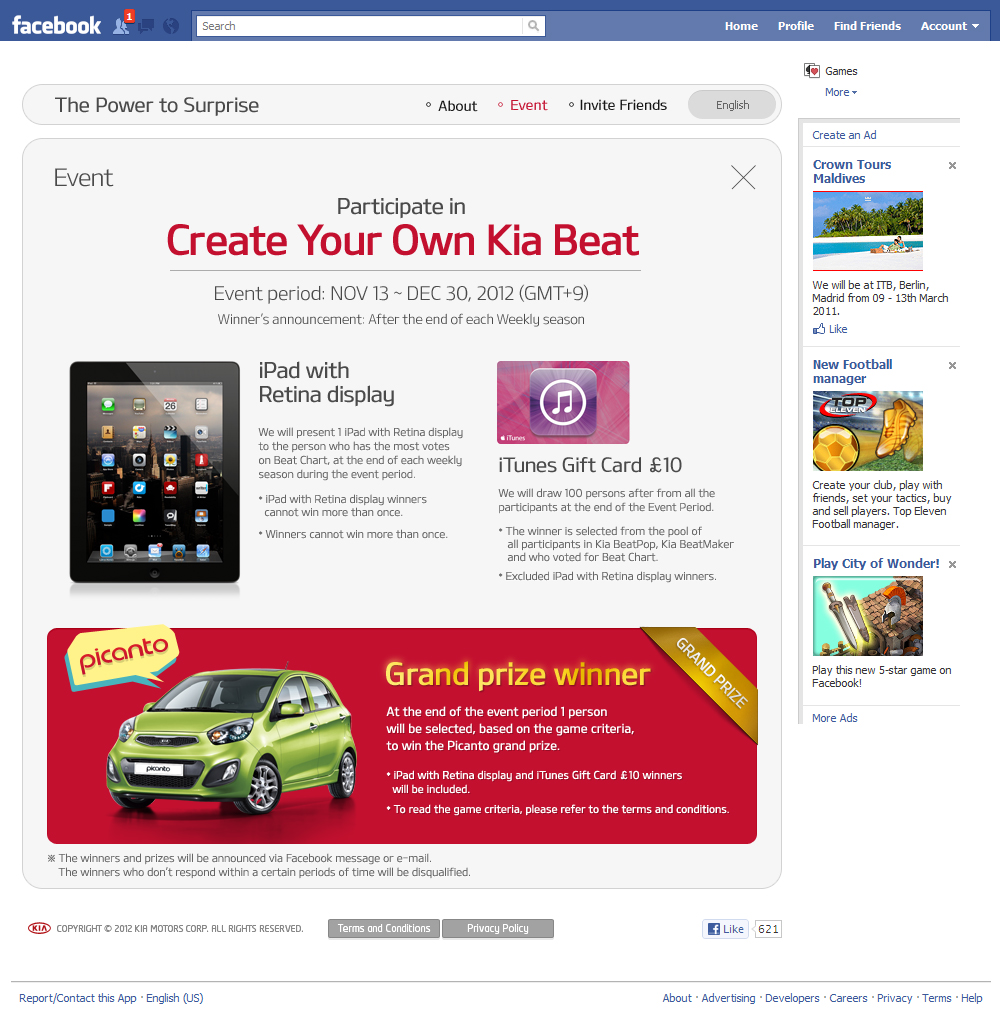 facebook
1
Search
Home Profile Find Friends Account
Games
More
The Power to Surprise
About Event Invite Friends English
Event
Participate in
Create Your Own Kia Beat
Event period: NOV 13 ~ DEC 30, 2012 (GMT+9)
Winner's announcement: After the end of each Weekly season
iPad with
Retina display
We will present 1 iPad with Retina display
to the person who has the most votes
on Beat Chart, at the end of each weekly
season during the event period.
• iPad with Retina display winners
cannot win more than once.
• Winners cannot win more than once.
iTunes
iTunes Gift Card £10
We will draw 100 persons after from all the
participants at the end of the Event Period.
• The winner is selected from the pool of
all participants in Kia BeatPop, Kia BeatMaker
and who voted for Beat Chart.
• Excluded iPad with Retina display winners.
picanto
picanto
Grand prize winner
GRAND PRIZE
At the end of the event period 1 person
will be selected, based on the game criteria,
to win the Picanto grand prize.
• iPad with Retina display and iTunes Gift Card £10 winners
will be included.
• To read the game criteria, please refer to the terms and conditions.
※ The winners and prizes will be announced via Facebook message or e-mail.
The winners who don't respond within a certain periods of time will be disqualified.
KIA COPYRIGHT © 2012 KIA MOTORS CORP. ALL RIGHTS RESERVED.
Terms and Conditions Privacy Policy
Like 621
Create an Ad
Crown Tours
Maldives
We will be at ITB, Berlin,
Madrid from 09 - 13th March
2011.
Like
New Football
manager
TOP
ELEVEN
Create your club, play with
friends, set your tactics, buy
and sell players. Top Eleven
Football manager.
Play City of Wonder!
Play this new 5-star game on
Facebook!
More Ads
Report/Contact this App · English (US)
About · Advertising · Developers · Careers · Privacy · Terms · Help